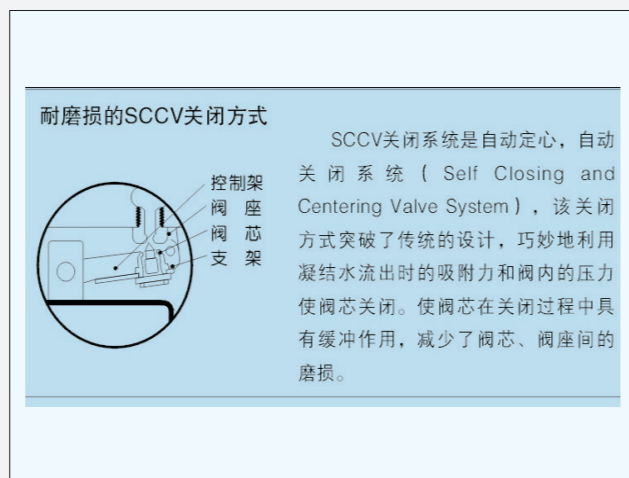 耐磨损的SCCV关闭方式
控制架
阀 座
阀 芯
支 架
SCCV关闭系统是自动定心，自动
关闭系统（Self Closing and
Centering Valve System），该关闭
方式突破了传统的设计，巧妙地利用
凝结水流出时的吸附力和阀内的压力
使阀芯关闭。使阀芯在关闭过程中具
有缓冲作用，减少了阀芯、阀座间的
磨损。